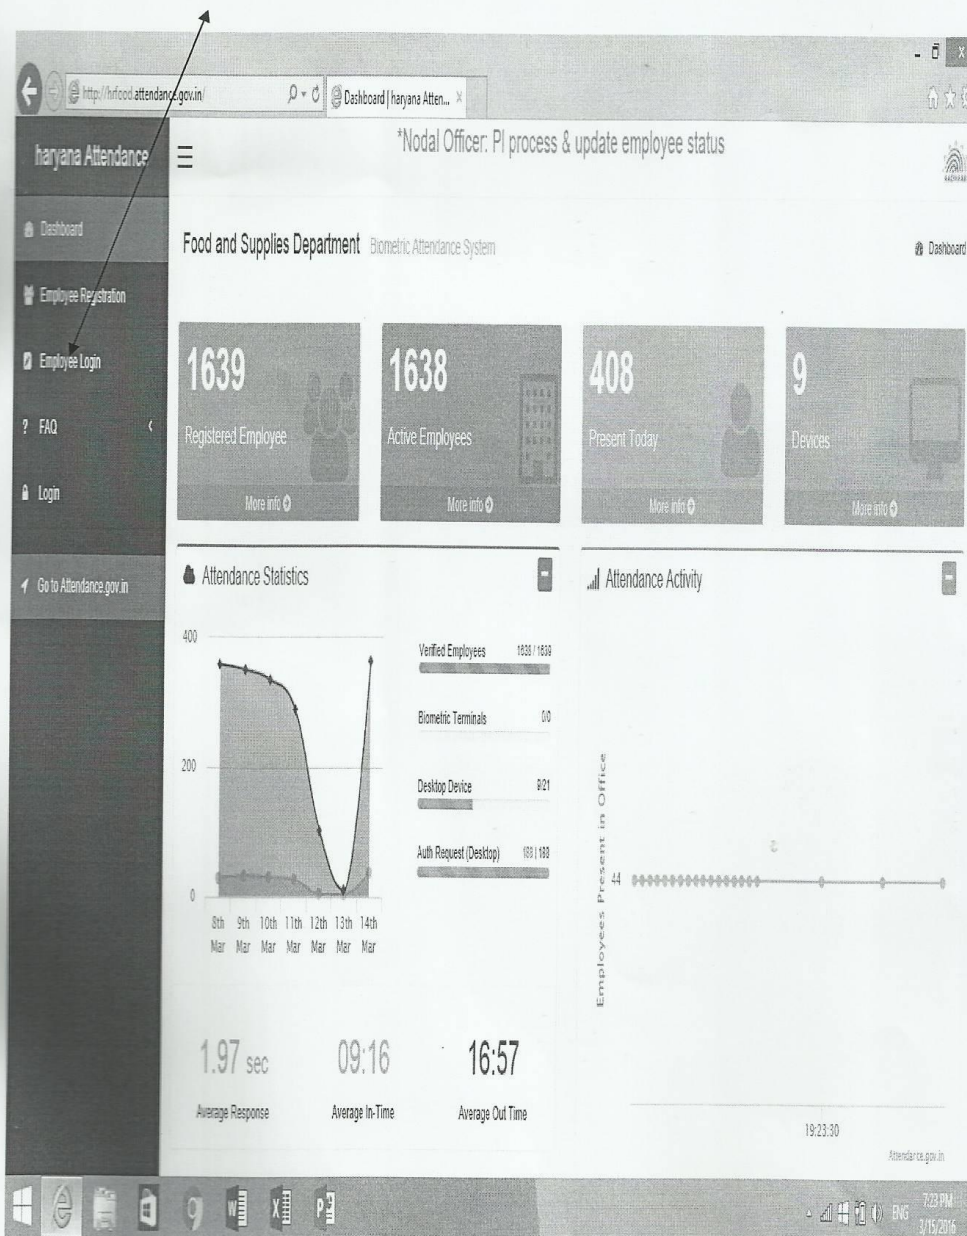 http://hrfood.attendance.gov.in/
Dashboard | haryana Atten...
haryana Attendance
*Nodal Officer: PI process & update employee status
AADHAAR
Dashboard
Employee Registration
Employee Login
? FAQ
Login
Go to Attendance.gov.in
Food and Supplies Department Biometric Attendance System
Dashboard
1639
Registered Employee
More info
1638
Active Employees
More info
408
Present Today
More info
9
Devices
More info
Attendance Statistics
400
200
0
8th Mar
9th Mar
10th Mar
11th Mar
12th Mar
13th Mar
14th Mar
Verified Employees 1638 / 1639
Biometric Terminals 0/0
Desktop Device 9/21
Auth Request (Desktop) 188 | 188
1.97 sec
Average Response
09:16
Average In-Time
16:57
Average Out Time
Attendance Activity
Employees Present in Office
44
19:23:30
Attendance.gov.in
ENG
7:23 PM
3/15/2016